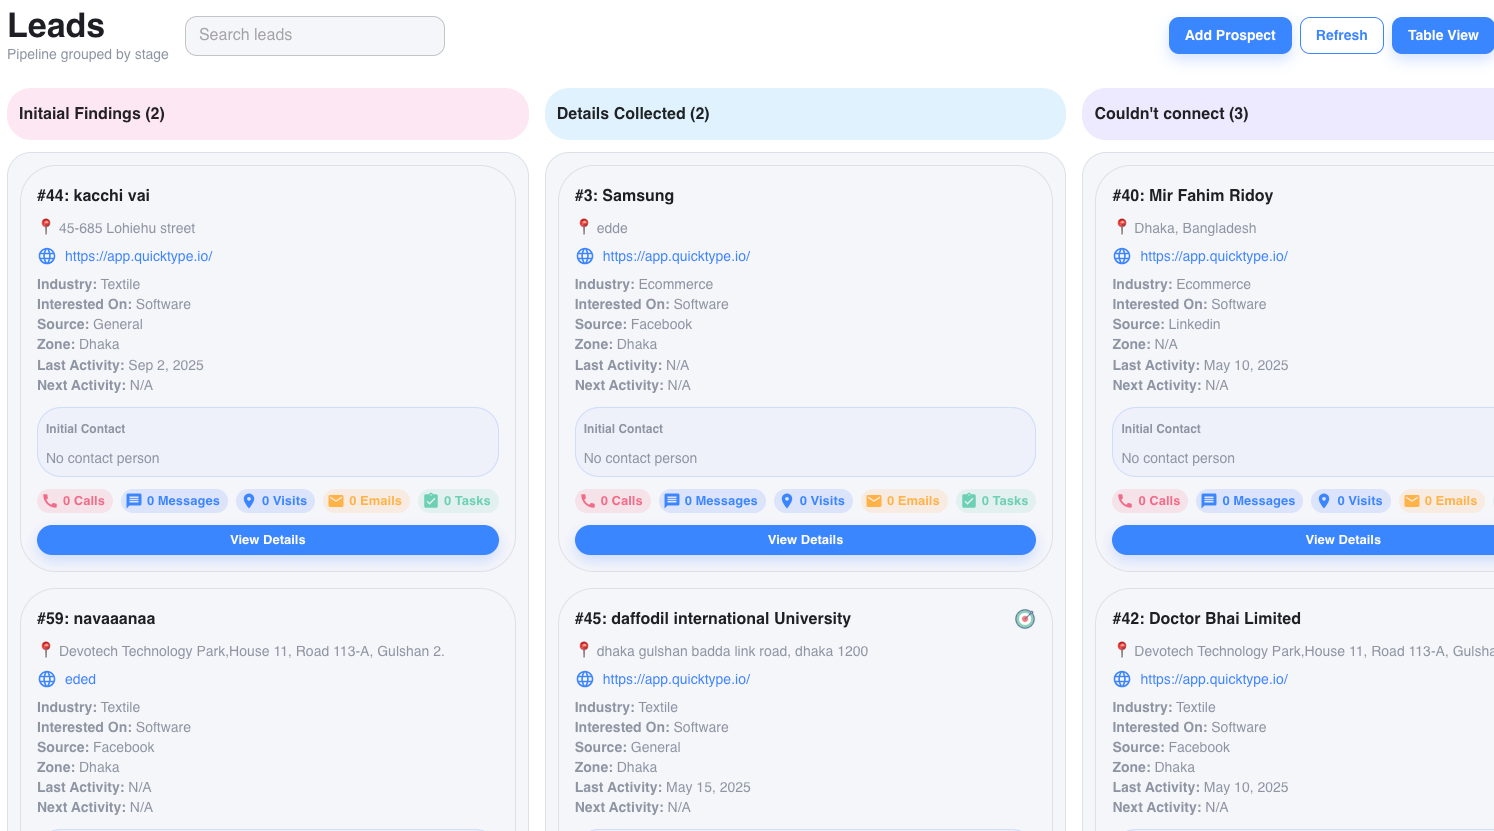 Leads
Pipeline grouped by stage
Search leads
Add Prospect
Refresh
Table View
Initaial Findings (2)
#44: kacchi vai
45-685 Lohiehu street
https://app.quicktype.io/
Industry: Textile
Interested On: Software
Source: General
Zone: Dhaka
Last Activity: Sep 2, 2025
Next Activity: N/A
Initial Contact
No contact person
0 Calls
0 Messages
0 Visits
0 Emails
0 Tasks
View Details
#59: navaaanaa
Devotech Technology Park,House 11, Road 113-A, Gulshan 2.
eded
Industry: Textile
Interested On: Software
Source: Facebook
Zone: Dhaka
Last Activity: N/A
Next Activity: N/A
Details Collected (2)
#3: Samsung
edde
https://app.quicktype.io/
Industry: Ecommerce
Interested On: Software
Source: Facebook
Zone: Dhaka
Last Activity: N/A
Next Activity: N/A
Initial Contact
No contact person
0 Calls
0 Messages
0 Visits
0 Emails
0 Tasks
View Details
#45: daffodil international University
dhaka gulshan badda link road, dhaka 1200
https://app.quicktype.io/
Industry: Textile
Interested On: Software
Source: General
Zone: Dhaka
Last Activity: May 15, 2025
Next Activity: N/A
Couldn't connect (3)
#40: Mir Fahim Ridoy
Dhaka, Bangladesh
https://app.quicktype.io/
Industry: Ecommerce
Interested On: Software
Source: Linkedin
Zone: N/A
Last Activity: May 10, 2025
Next Activity: N/A
Initial Contact
No contact person
0 Calls
0 Messages
0 Visits
0 Emails
View Details
#42: Doctor Bhai Limited
Devotech Technology Park,House 11, Road 113-A, Gulsha
https://app.quicktype.io/
Industry: Textile
Interested On: Software
Source: Facebook
Zone: Dhaka
Last Activity: May 10, 2025
Next Activity: N/A